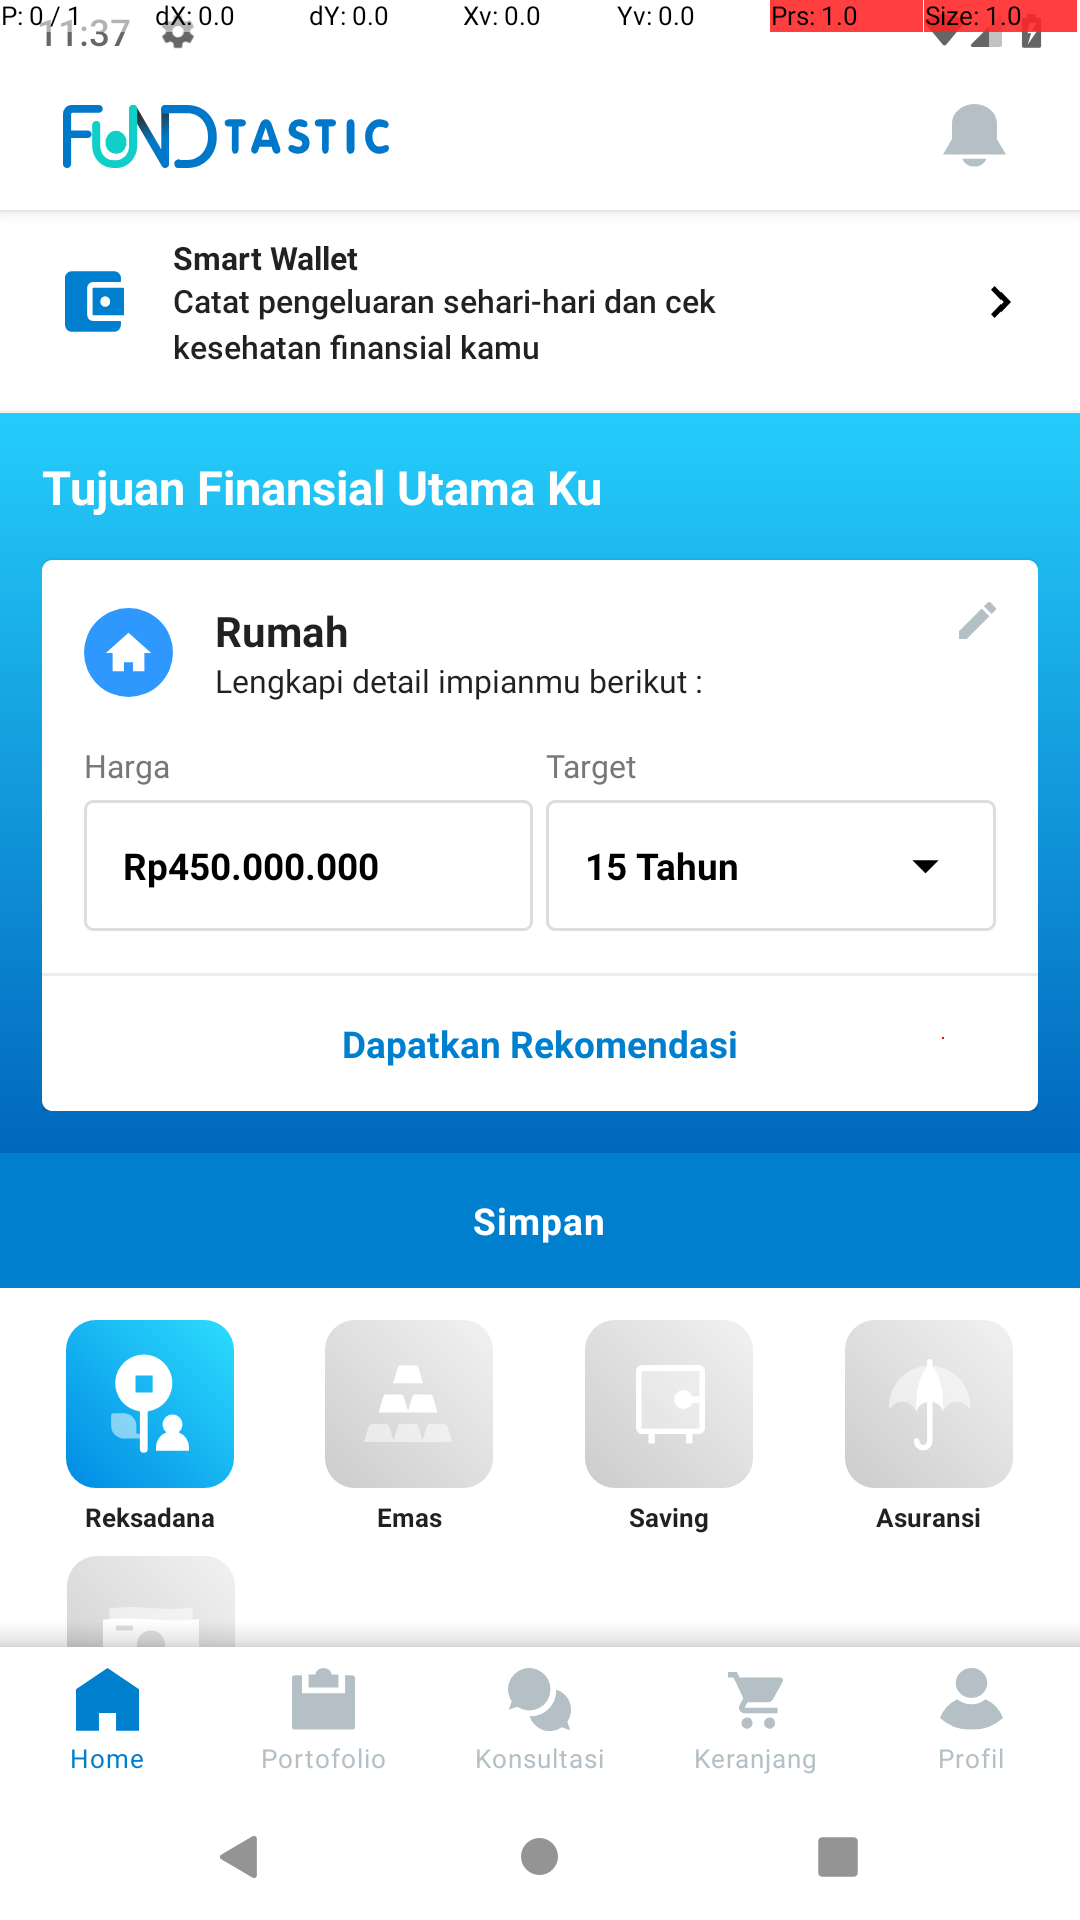 P: 0 / 1 dX: 0.0 dY: 0.0 Xv: 0.0 Yv: 0.0 Prs: 1.0 Size: 1.0
11:37
FUNDTASTIC
Smart Wallet
Catat pengeluaran sehari-hari dan cek
kesehatan finansial kamu
Tujuan Finansial Utama Ku
Rumah
Lengkapi detail impianmu berikut :
Harga Target
Rp450.000.000 15 Tahun
Dapatkan Rekomendasi
Simpan
Reksadana Emas Saving Asuransi
Home Portofolio Konsultasi Keranjang Profil